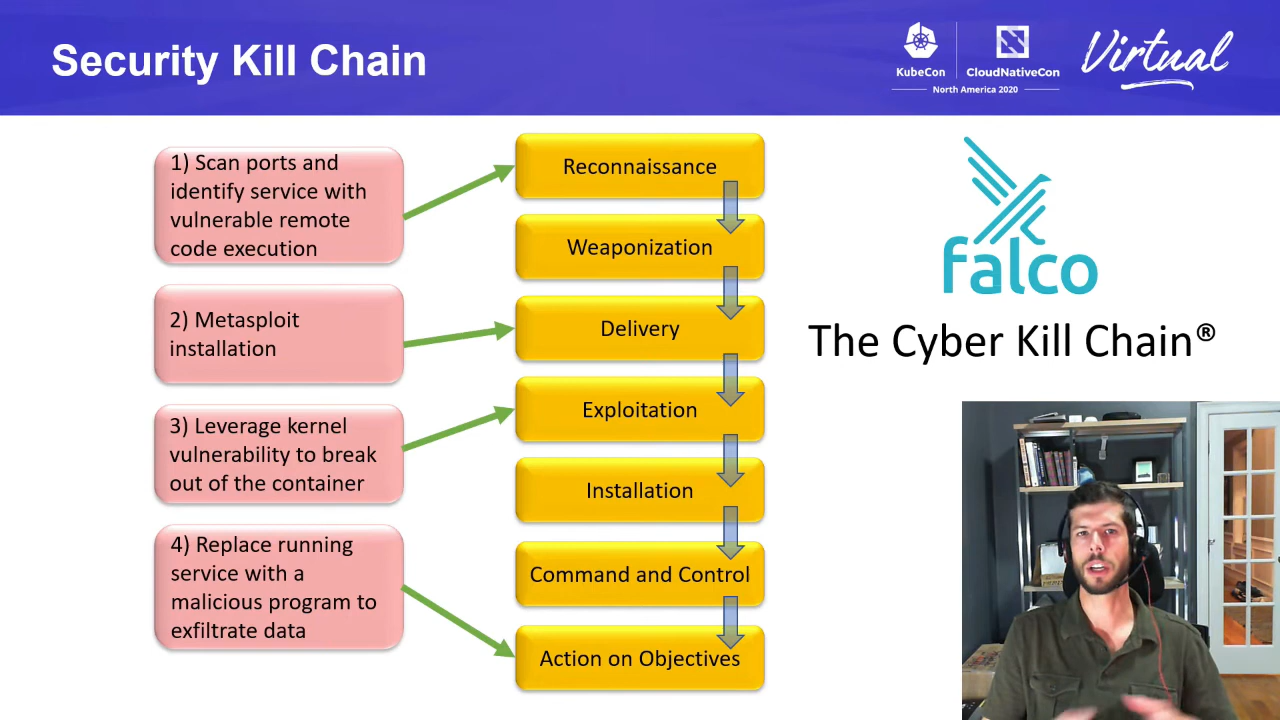 Security Kill Chain
KubeCon
CloudNativeCon
North America 2020
Virtual
1) Scan ports and
identify service with
vulnerable remote
code execution
2) Metasploit
installation
3) Leverage kernel
vulnerability to break
out of the container
4) Replace running
service with a
malicious program to
exfiltrate data
Reconnaissance
Weaponization
Delivery
Exploitation
Installation
Command and Control
Action on Objectives
falco
The Cyber Kill Chain®